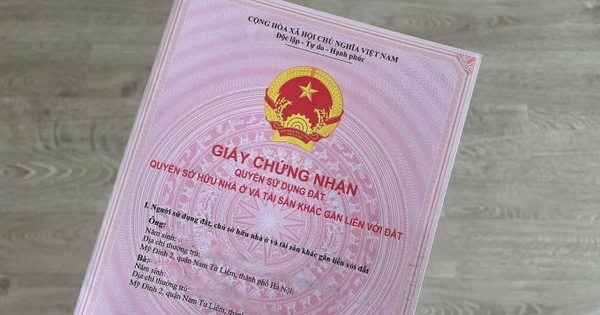 CỘNG HÒA XÃ HỘI CHỦ NGHĨA VIỆT NAM
Độc lập - Tự do - Hạnh phúc
GIẤY CHỨNG NHẬN
QUYỀN SỬ DỤNG ĐẤT
QUYỀN SỞ HỮU NHÀ Ở VÀ TÀI SẢN KHÁC GẮN LIỀN VỚI ĐẤT
I. Người sử dụng đất, chủ sở hữu nhà ở và tài sản khác gắn liền với đất
Ông:
Năm sinh:
Địa chỉ thường trú:
Mỹ Đình 2, quận Nam Từ Liêm, thành phố Hà Nội;
Bà:
Năm sinh:
Địa chỉ thường trú:
Mỹ Đình 2, quận Nam Từ Liêm,